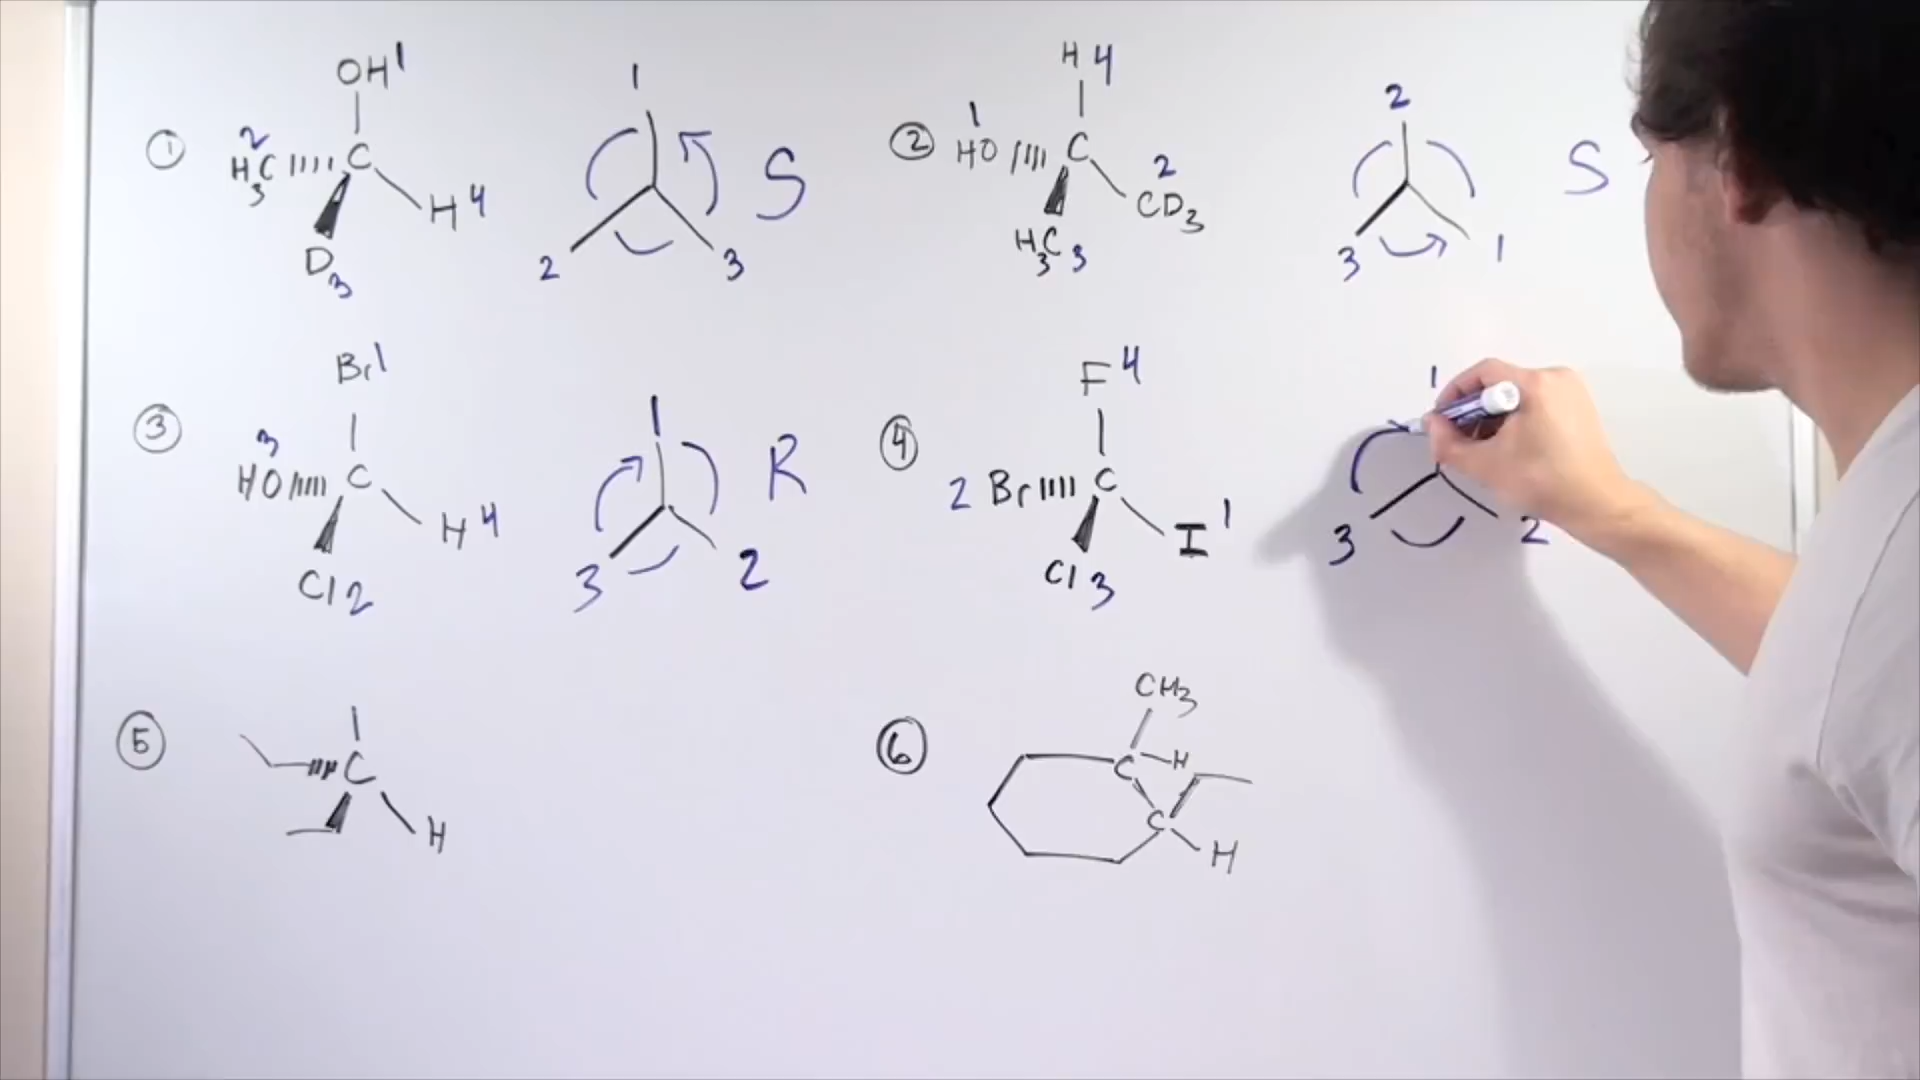 ① OH 1
2
H3C C
H 4
D
3
1
2 3
S
② H 4
1
HO C
2
CD3
H3C 3
2
3 1
S
③ Br 1
3
HO C
H 4
Cl 2
1
3 2
R
④ F 4
2 Br C
I 1
Cl 3
1
3 2
⑤ C
H
⑥ CH3
C H
C
H